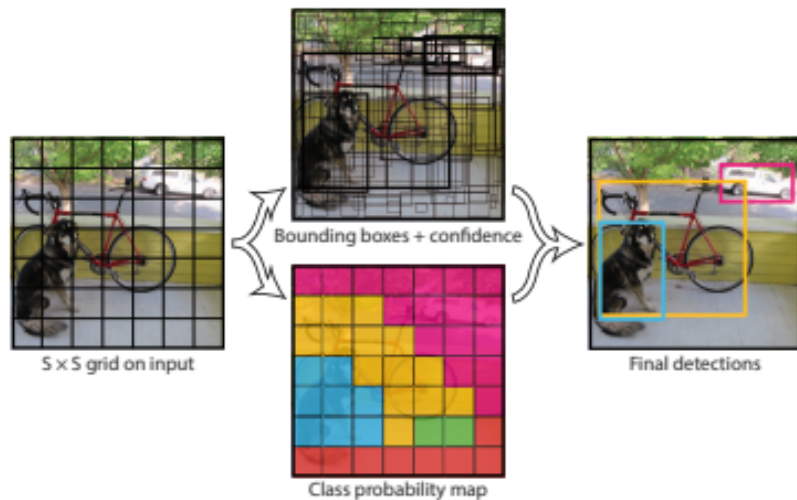 S × S grid on input
Bounding boxes + confidence
Class probability map
Final detections